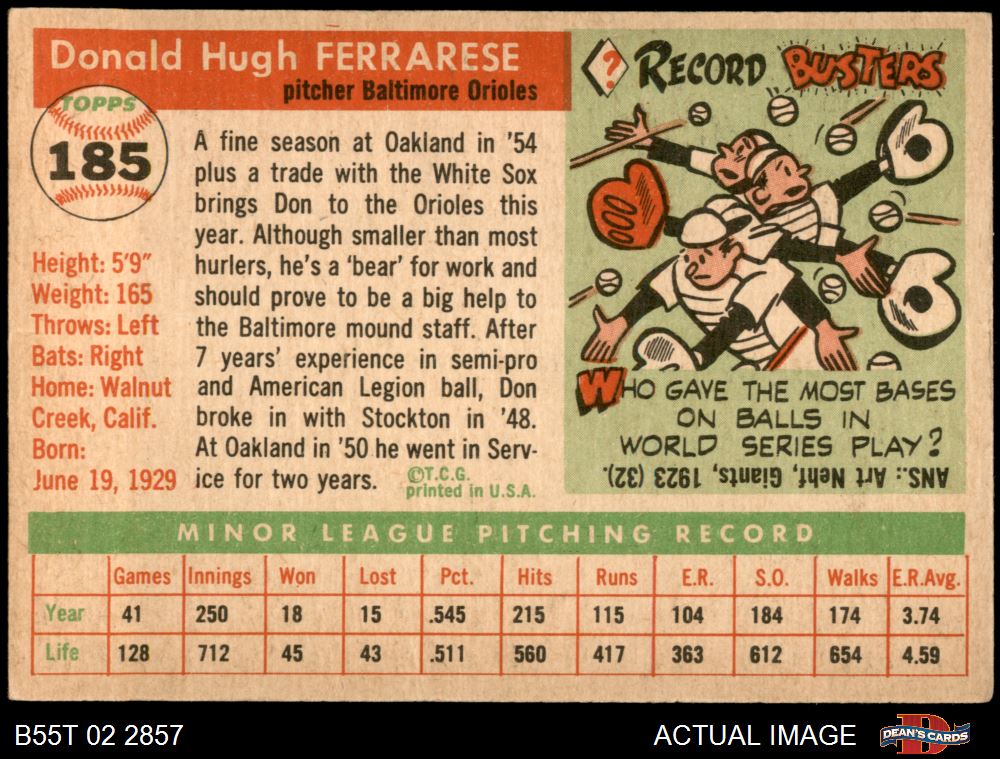 Donald Hugh FERRARESE
pitcher Baltimore Orioles
TOPPS
185
Height: 5'9"
Weight: 165
Throws: Left
Bats: Right
Home: Walnut
Creek, Calif.
Born:
June 19, 1929
A fine season at Oakland in '54
plus a trade with the White Sox
brings Don to the Orioles this
year. Although smaller than most
hurlers, he's a 'bear' for work and
should prove to be a big help to
the Baltimore mound staff. After
7 years' experience in semi-pro
and American Legion ball, Don
broke in with Stockton in '48.
At Oakland in '50 he went in Serv-
ice for two years.
©T.C.G.
printed in U.S.A.
? RECORD BUSTERS
WHO GAVE THE MOST BASES
ON BALLS IN
WORLD SERIES PLAY?
ANS.: Art Nehf, Giants, 1923 (32).
MINOR LEAGUE PITCHING RECORD
Games Innings Won Lost Pct. Hits Runs E.R. S.O. Walks E.R.Avg.
Year 41 250 18 15 .545 215 115 104 184 174 3.74
Life 128 712 45 43 .511 560 417 363 612 654 4.59
B55T 02 2857
ACTUAL IMAGE
D
DEAN'S CARDS